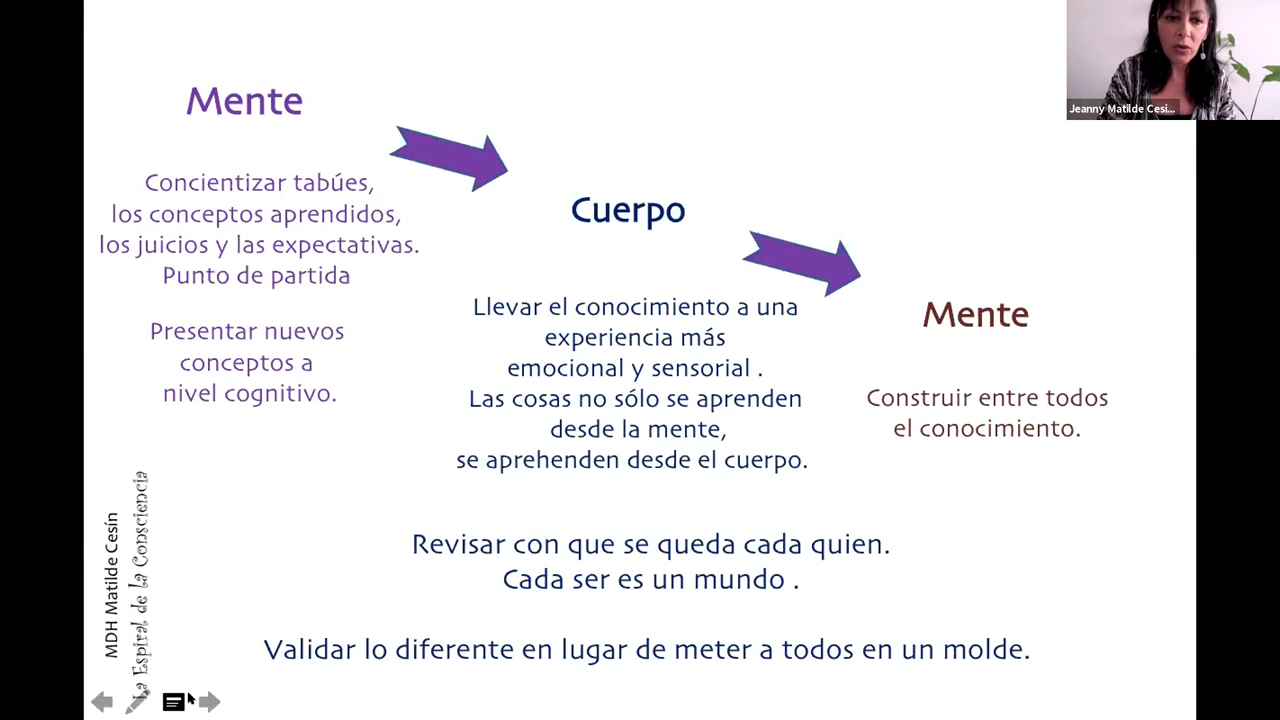 Jeanny Matilde Cesi...
Mente
Concientizar tabúes,
los conceptos aprendidos,
los juicios y las expectativas.
Punto de partida
Presentar nuevos
conceptos a
nivel cognitivo.
Cuerpo
Llevar el conocimiento a una
experiencia más
emocional y sensorial .
Las cosas no sólo se aprenden
desde la mente,
se aprehenden desde el cuerpo.
Mente
Construir entre todos
el conocimiento.
Revisar con que se queda cada quien.
Cada ser es un mundo .
Validar lo diferente en lugar de meter a todos en un molde.
MDH Matilde Cesín
La Espiral de la Consciencia